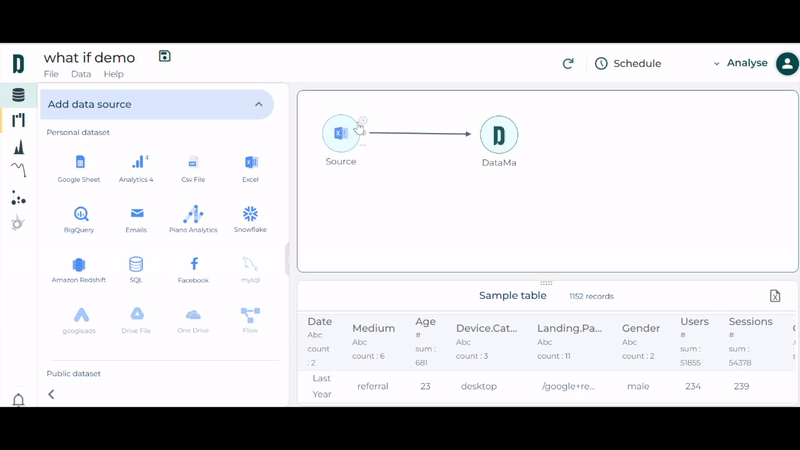 what if demo
File Data Help
Schedule
Analyse
Add data source
Personal dataset
Google Sheet Analytics 4 Csv File Excel
BigQuery Emails Piano Analytics Snowflake
Amazon Redshift SQL Facebook mysql
googleads Drive File One Drive Flow
Public dataset
Source DataMa
Sample table 1152 records
Date Medium Age Device.Cat... Landing.Pa... Gender Users Sessions
Abc Abc # Abc Abc Abc # #
count : 2 count : 6 sum : 681 count : 3 count : 11 count : 2 sum : 51855 sum : 54378
Last Year referral 23 desktop /google+re... male 234 239